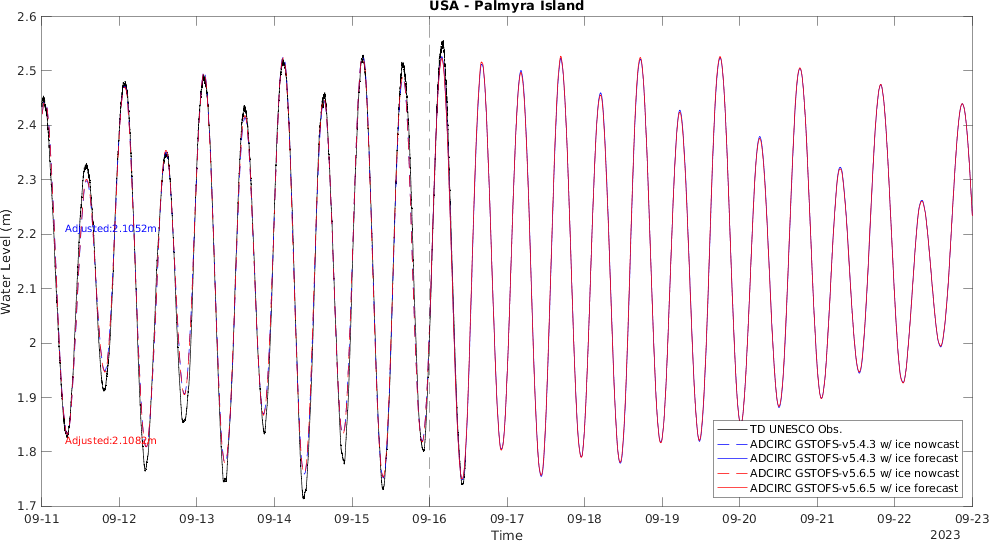 USA - Palmyra Island
2.6
2.5
2.4
2.3
2.2
2.1
2
1.9
1.8
1.7
Water Level (m)
Adjusted:2.1052m
Adjusted:2.1082m
TD UNESCO Obs.
ADCIRC GSTOFS-v5.4.3 w/ ice nowcast
ADCIRC GSTOFS-v5.4.3 w/ ice forecast
ADCIRC GSTOFS-v5.6.5 w/ ice nowcast
ADCIRC GSTOFS-v5.6.5 w/ ice forecast
09-11 09-12 09-13 09-14 09-15 09-16 09-17 09-18 09-19 09-20 09-21 09-22 09-23
Time
2023